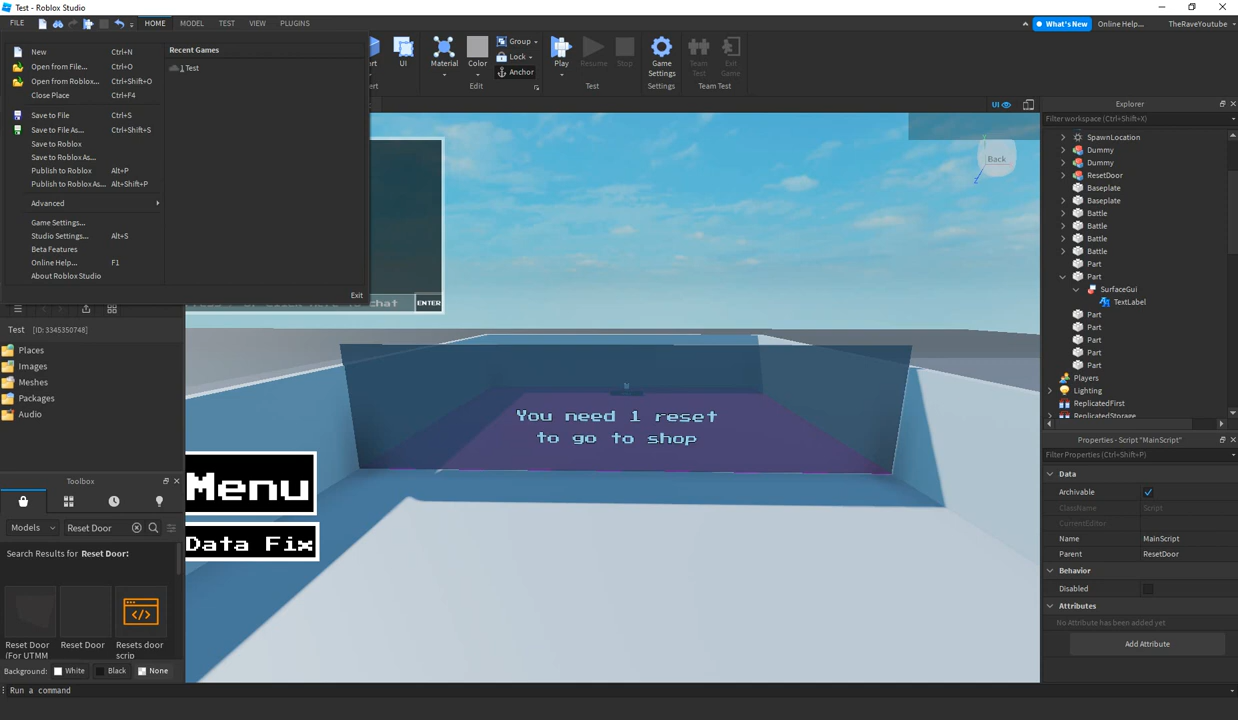 Test - Roblox Studio
FILE HOME MODEL TEST VIEW PLUGINS What's New Online Help... TheRaveYoutube
New Ctrl+N
Open from File... Ctrl+O
Open from Roblox... Ctrl+Shift+O
Close Place Ctrl+F4
Save to File Ctrl+S
Save to File As... Ctrl+Shift+S
Save to Roblox
Save to Roblox As...
Publish to Roblox Alt+P
Publish to Roblox As... Alt+Shift+P
Advanced
Game Settings...
Studio Settings... Alt+S
Beta Features
Online Help... F1
About Roblox Studio
Recent Games
1 Test
Exit
UI
Material
Color
Group
Lock
Anchor
Edit
Play
Resume
Stop
Test
Game
Settings
Settings
Team
Test
Exit
Game
Team Test
UI
Back
chat ENTER
You need 1 reset
to go to shop
Menu
Data Fix
Test [ID: 3345350748]
Places
Images
Meshes
Packages
Audio
Toolbox
Models Reset Door
Search Results for Reset Door:
Reset Door
(For UTMM
Reset Door
Resets door
scrip
Background: White Black None
Run a command
Explorer
Filter workspace (Ctrl+Shift+X)
SpawnLocation
Dummy
Dummy
ResetDoor
Baseplate
Baseplate
Battle
Battle
Battle
Battle
Part
Part
SurfaceGui
TextLabel
Part
Part
Part
Part
Part
Players
Lighting
ReplicatedFirst
ReplicatedStorage
Properties - Script "MainScript"
Filter Properties (Ctrl+Shift+P)
Data
Archivable
ClassName Script
CurrentEditor
Name MainScript
Parent ResetDoor
Behavior
Disabled
Attributes
No Attribute has been added yet
Add Attribute